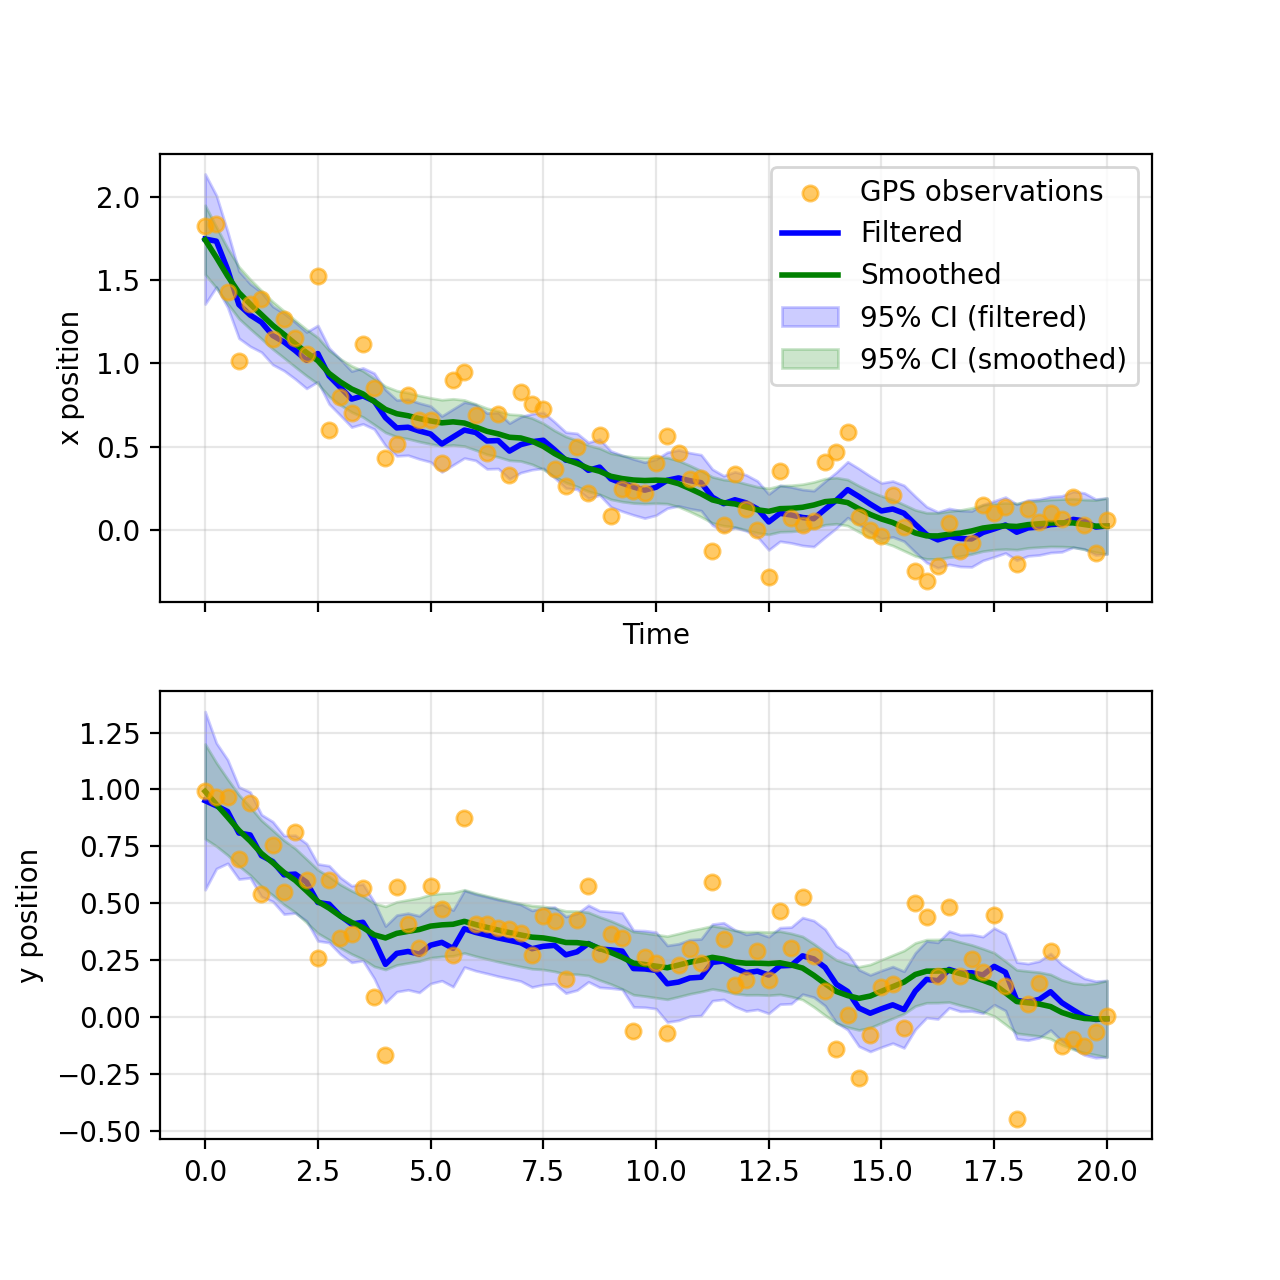 2.0
1.5
1.0
0.5
0.0
x position
GPS observations
Filtered
Smoothed
95% CI (filtered)
95% CI (smoothed)
Time
1.25
1.00
0.75
0.50
0.25
0.00
−0.25
−0.50
y position
0.0 2.5 5.0 7.5 10.0 12.5 15.0 17.5 20.0